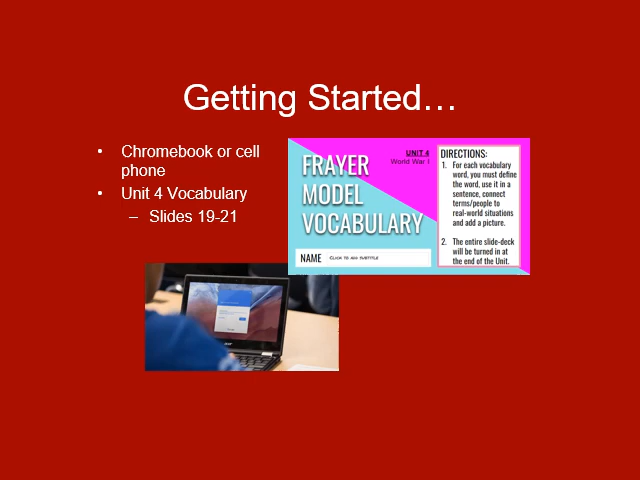 Getting Started…
• Chromebook or cell
phone
• Unit 4 Vocabulary
– Slides 19-21
UNIT 4
World War I
FRAYER
MODEL
VOCABULARY
NAME Click to add subtitle
DIRECTIONS:
1. For each vocabulary
word, you must define
the word, use it in a
sentence, connect
terms/people to
real-world situations
and add a picture.
2. The entire slide-deck
will be turned in at
the end of the Unit.
acer